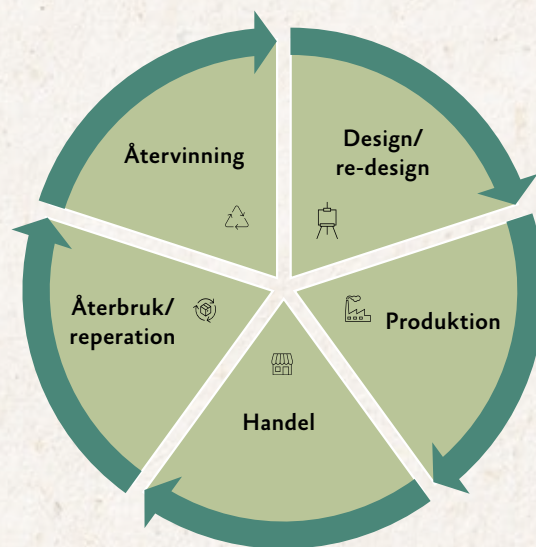 Återvinning
Design/
re-design
Återbruk/
reperation
Produktion
Handel